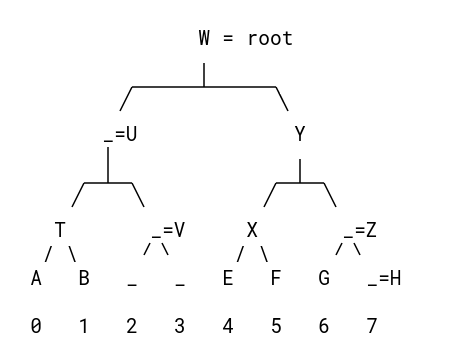 W = root
_=U Y
T _=V X _=Z
A B _ _ E F G _=H
0 1 2 3 4 5 6 7